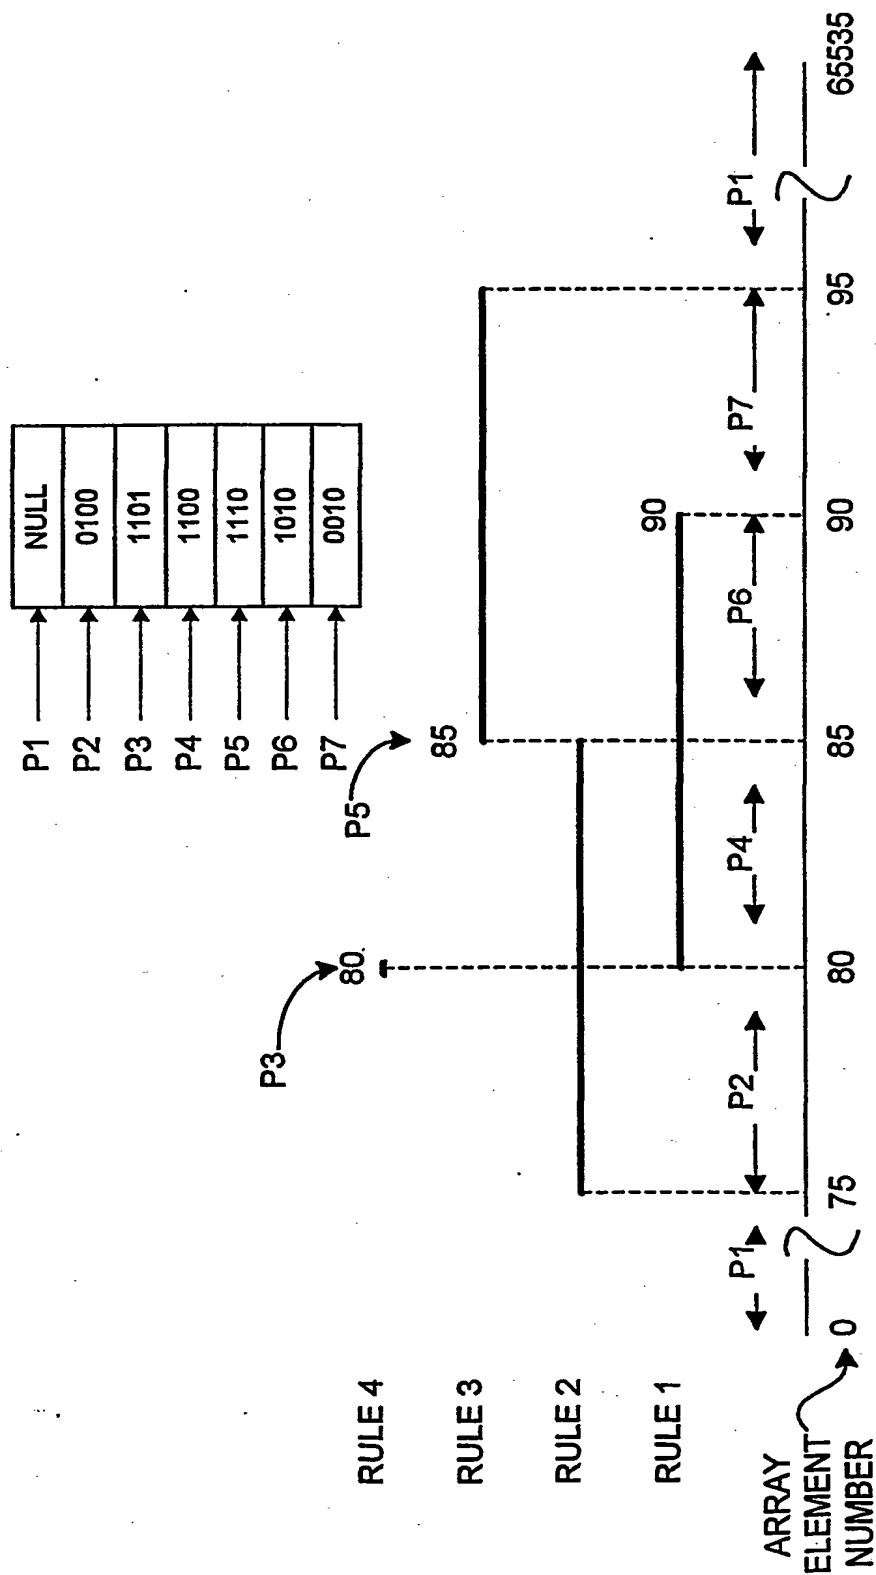 P1 NULL
P2 0100
P3 1101
P4 1100
P5 1110
P6 1010
P7 0010
P3
P5
RULE 4
80
RULE 3
85
RULE 2
RULE 1
90
P1
P2
P4
P6
P7
P1
ARRAY
ELEMENT
NUMBER
0
75
80
85
90
95
65535